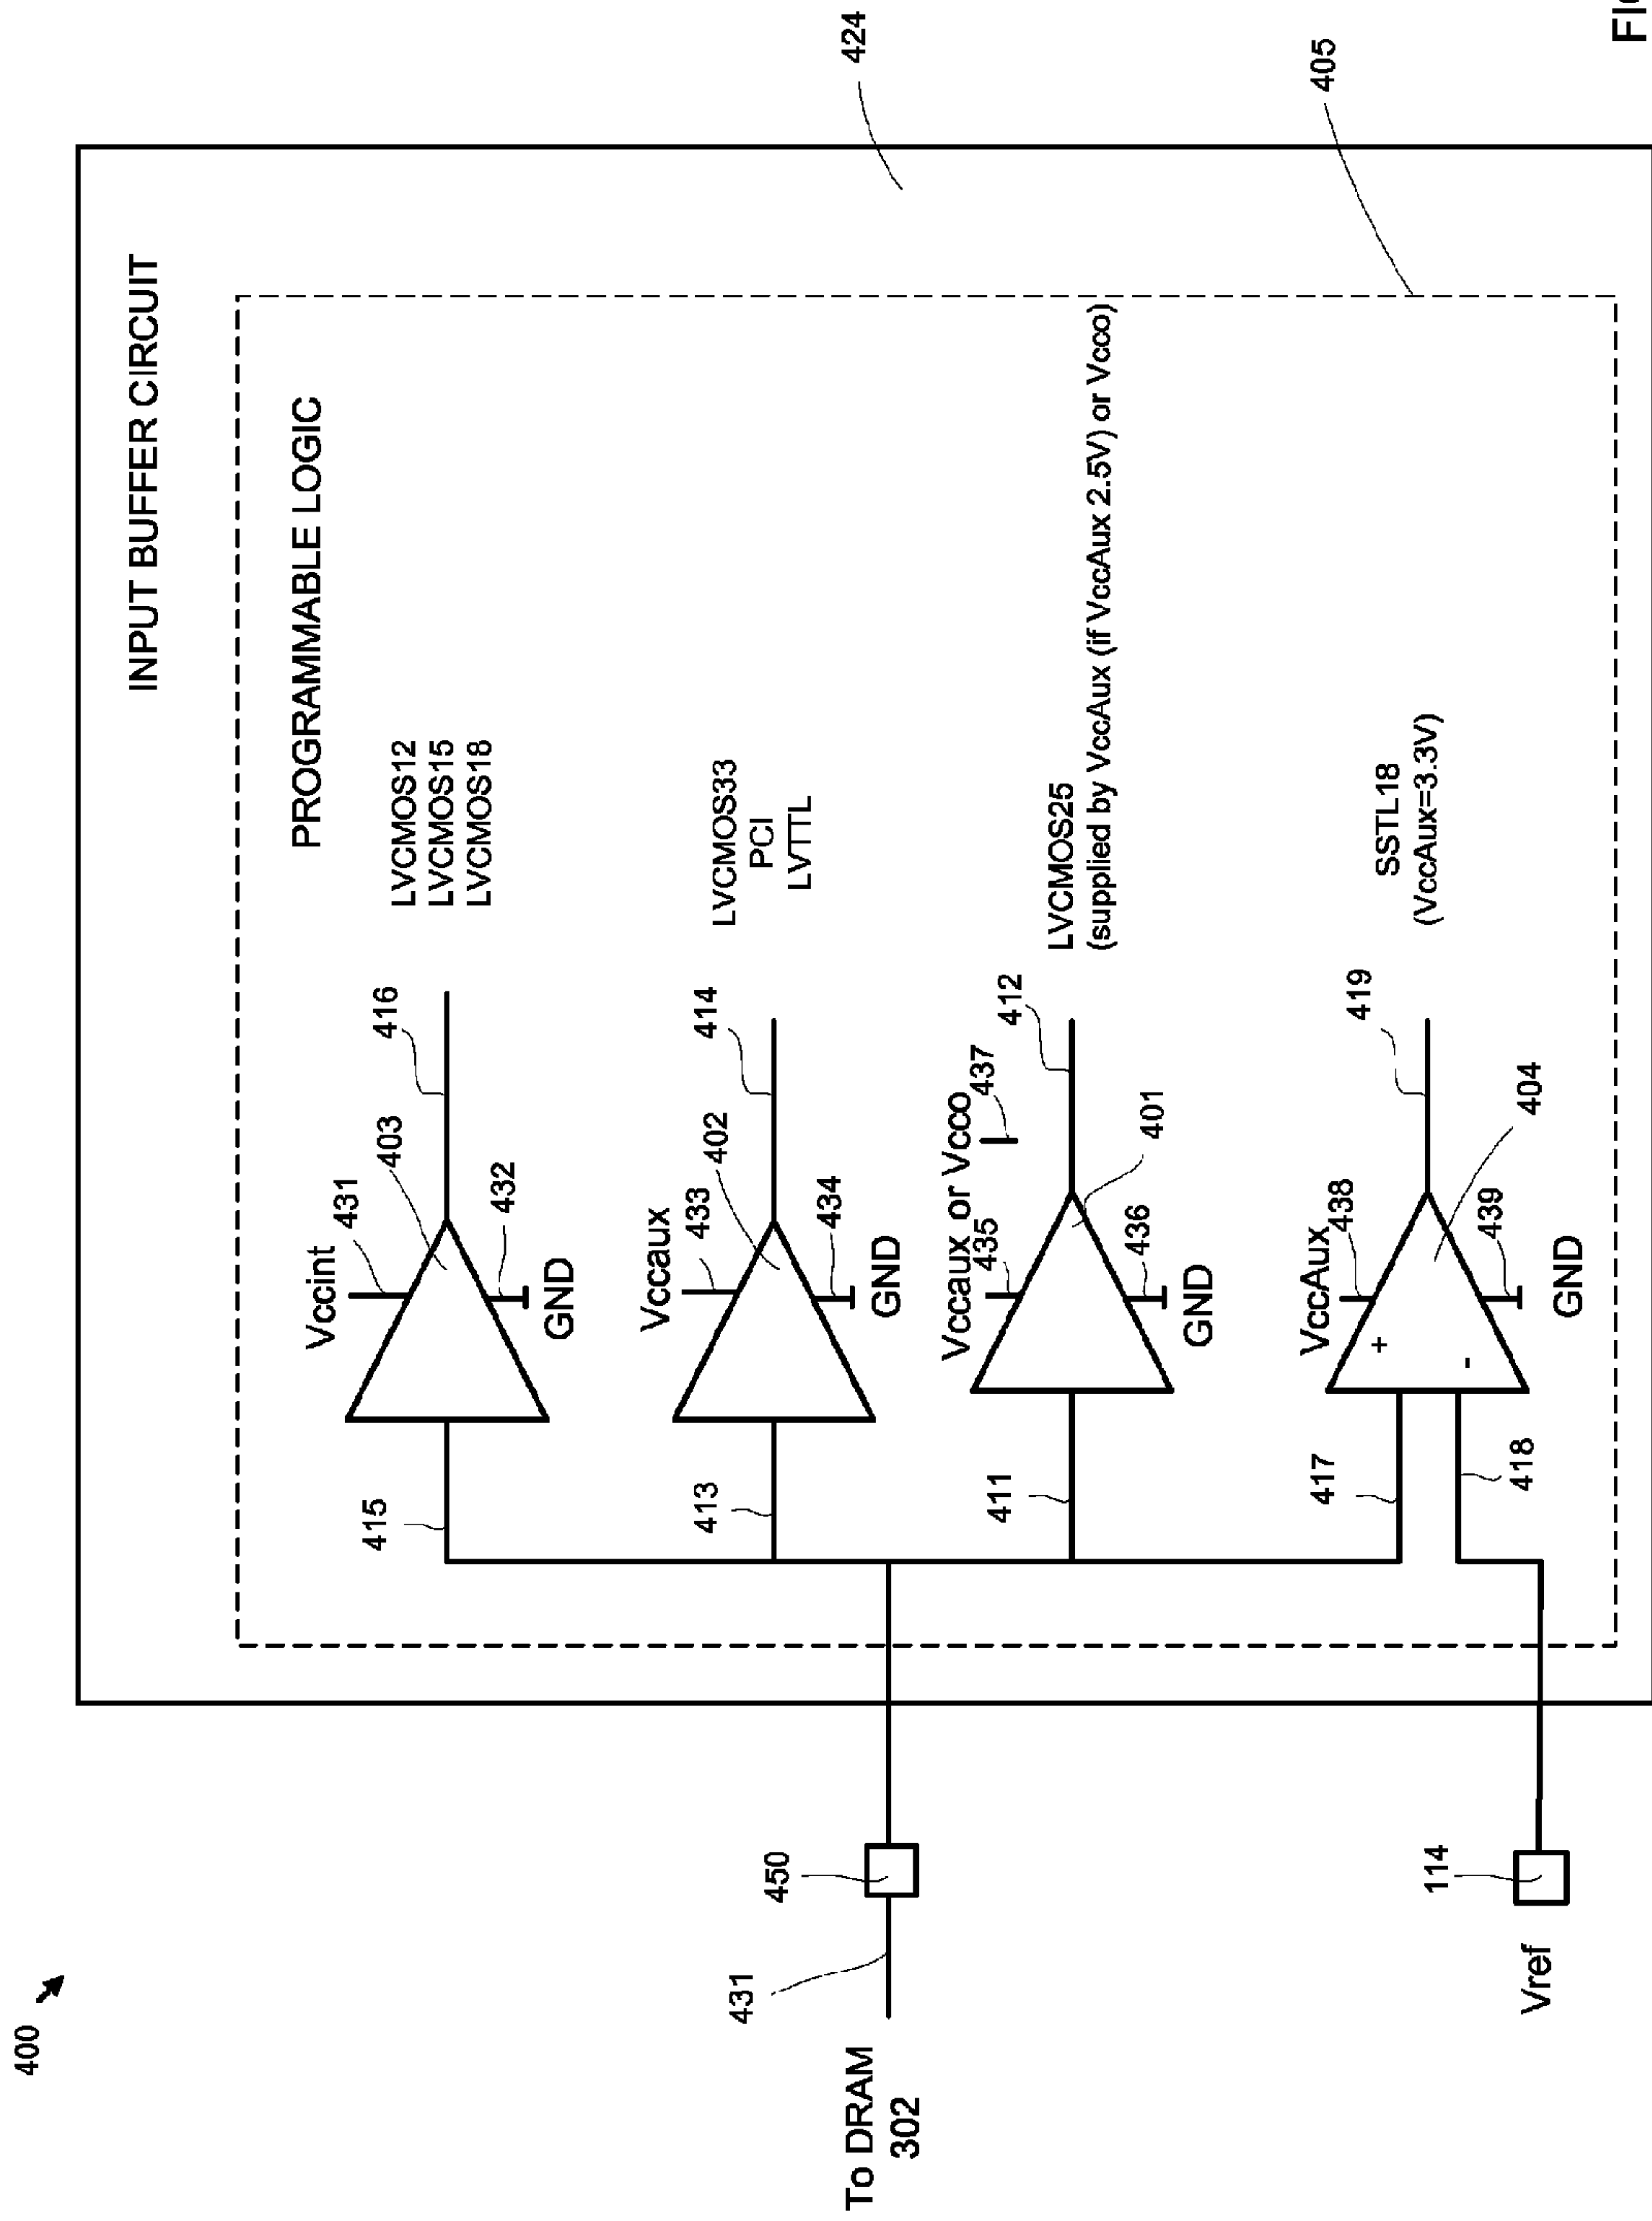 400
INPUT BUFFER CIRCUIT
424
PROGRAMMABLE LOGIC
405
Vccint
431
403
416
415
432
GND
LVCMOS12
LVCMOS15
LVCMOS18
Vccaux
433
402
414
413
434
GND
LVCMOS33
PCI
LVTTL
To DRAM
302
431
450
Vccaux or Vcco
435
437
412
411
401
436
GND
LVCMOS25
(supplied by VccAux (if VccAux 2.5V) or Vcco)
VccAux
438
+
-
417
418
419
404
439
GND
SSTL18
(VccAux=3.3V)
Vref
114